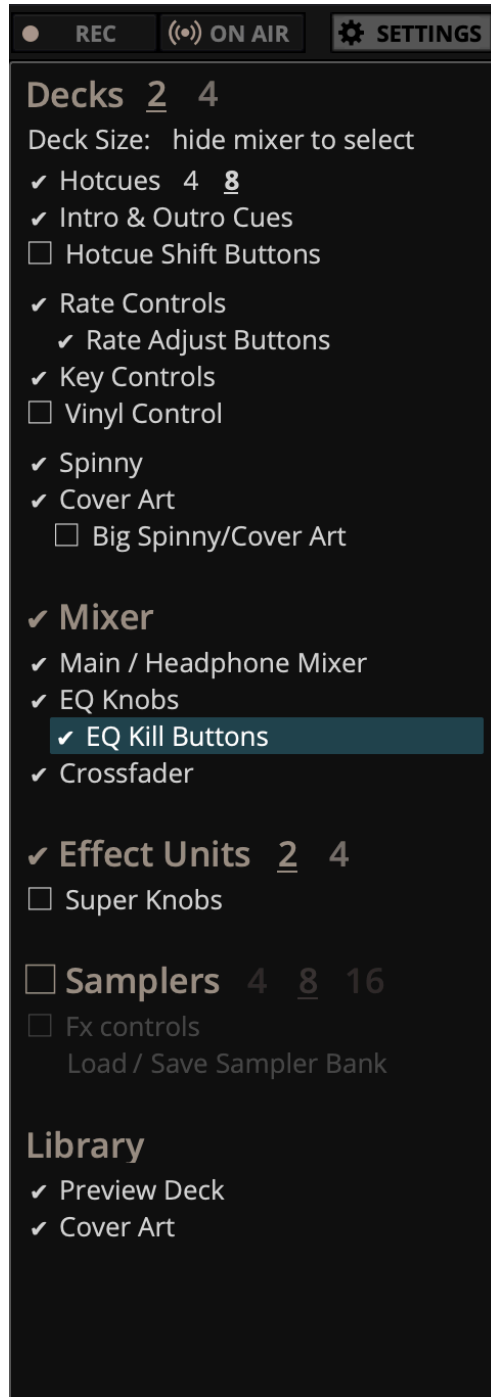 REC ON AIR SETTINGS
Decks 2 4
Deck Size: hide mixer to select
✔ Hotcues 4 8
✔ Intro & Outro Cues
☐ Hotcue Shift Buttons
✔ Rate Controls
✔ Rate Adjust Buttons
✔ Key Controls
☐ Vinyl Control
✔ Spinny
✔ Cover Art
☐ Big Spinny/Cover Art
✔ Mixer
✔ Main / Headphone Mixer
✔ EQ Knobs
✔ EQ Kill Buttons
✔ Crossfader
✔ Effect Units 2 4
☐ Super Knobs
☐ Samplers 4 8 16
☐ Fx controls
Load / Save Sampler Bank
Library
✔ Preview Deck
✔ Cover Art